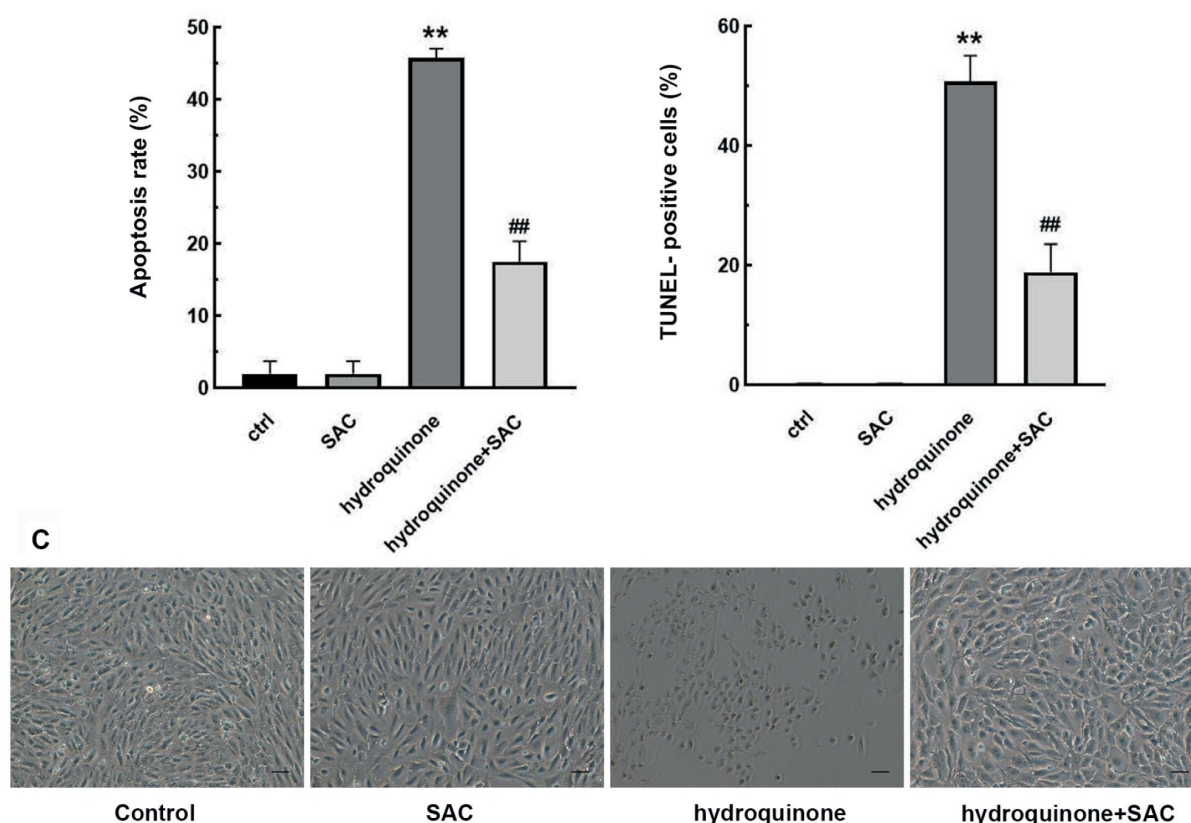 Apoptosis rate (%)
50
40
30
20
10
0
**
##
ctrl
SAC
hydroquinone
hydroquinone+SAC
TUNEL- positive cells (%)
60
40
20
0
**
##
ctrl
SAC
hydroquinone
hydroquinone+SAC
C
Control
SAC
hydroquinone
hydroquinone+SAC